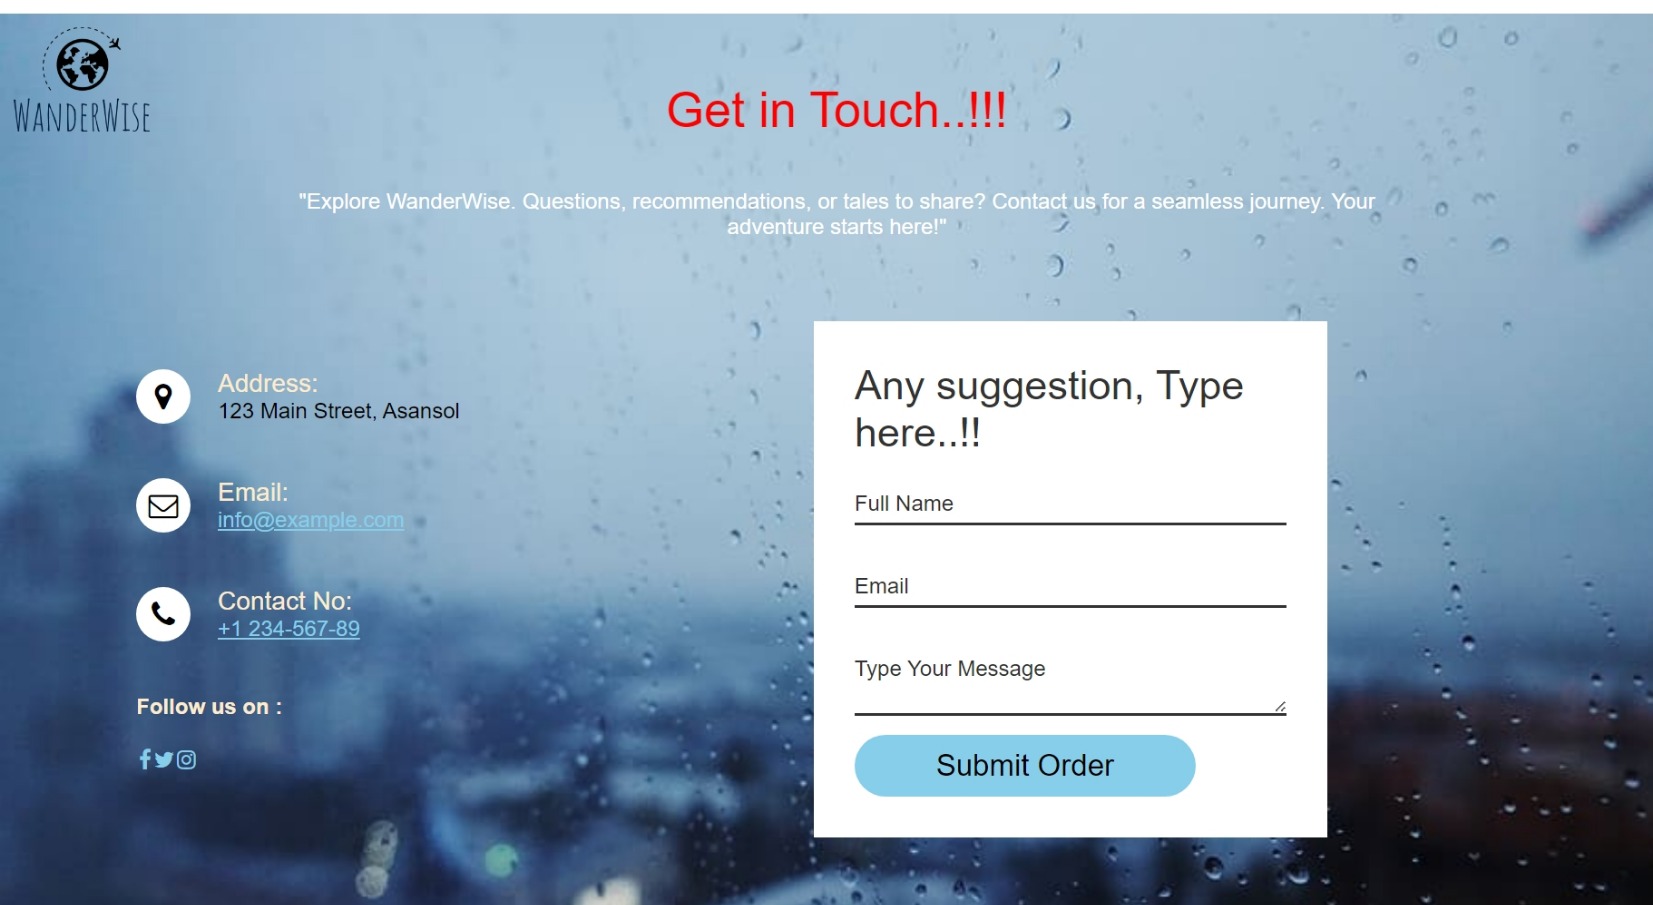 WANDERWISE
Get in Touch..!!!
"Explore WanderWise. Questions, recommendations, or tales to share? Contact us for a seamless journey. Your
adventure starts here!"
Address:
123 Main Street, Asansol
Email:
info@example.com
Contact No:
+1 234-567-89
Follow us on :
Any suggestion, Type
here..!!
Full Name
Email
Type Your Message
Submit Order